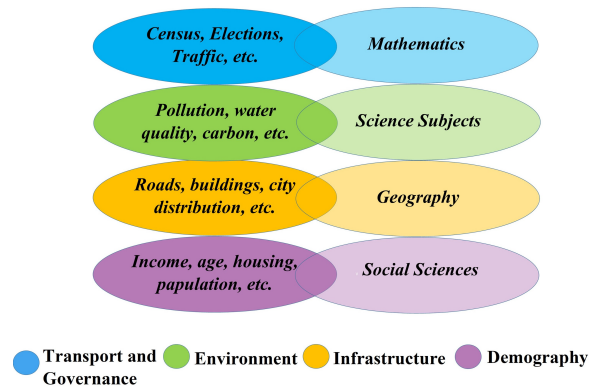 Census, Elections,
Traffic, etc.
Mathematics
Pollution, water
quality, carbon, etc.
Science Subjects
Roads, buildings, city
distribution, etc.
Geography
Income, age, housing,
papulation, etc.
Social Sciences
Transport and
Governance
Environment
Infrastructure
Demography